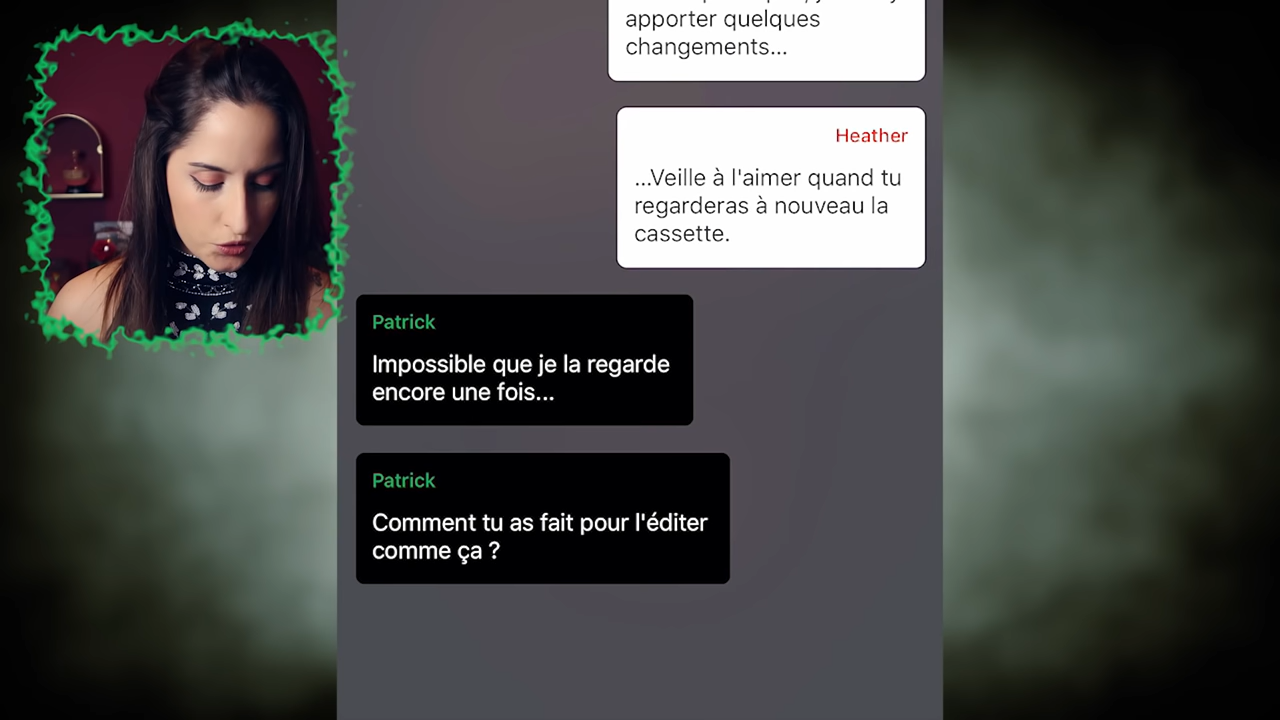 apporter quelques
changements...
Heather
...Veille à l'aimer quand tu
regarderas à nouveau la
cassette.
Patrick
Impossible que je la regarde
encore une fois...
Patrick
Comment tu as fait pour l'éditer
comme ça ?